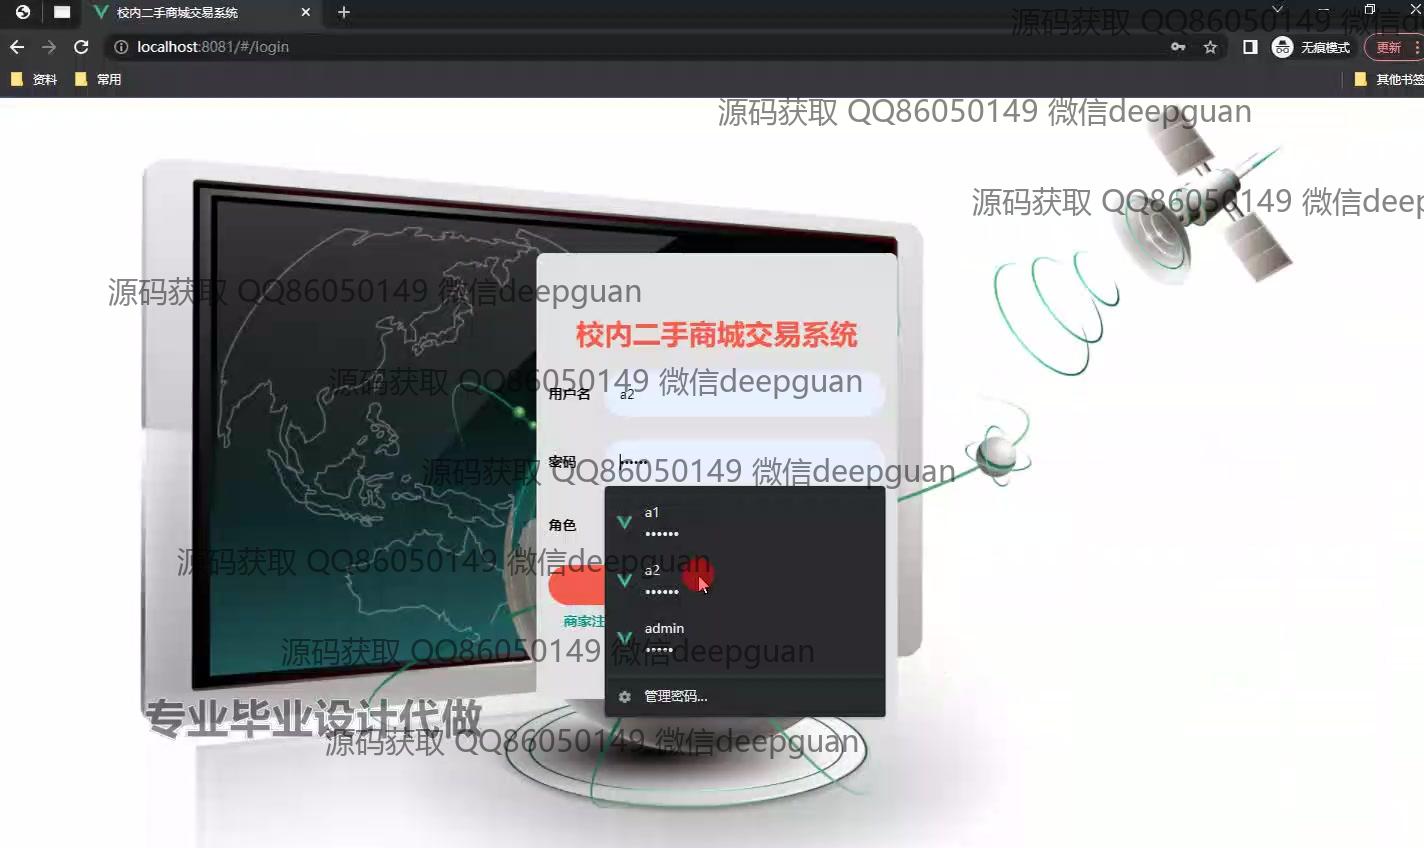 校内二手商城交易系统
源码获取 QQ86050149 微信d
localhost:8081/#/login
无痕模式
更新
资料
常用
其他书签
源码获取 QQ86050149 微信deepguan
源码获取 QQ86050149 微信deep
源码获取 QQ86050149 微信deepguan
校内二手商城交易系统
源码获取 QQ86050149 微信deepguan
用户名
a2
密码
源码获取 QQ86050149 微信deepguan
a1
••••••
角色
源码获取 QQ86050149 微信deepguan
a2
••••••
商家注
admin
•••••
源码获取 QQ86050149 微信deepguan
管理密码...
专业毕业设计代做
源码获取 QQ86050149 微信deepguan